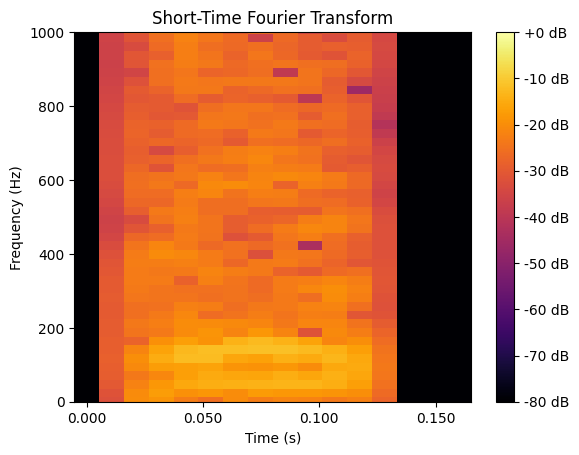 Short-Time Fourier Transform
Frequency (Hz)
1000
800
600
400
200
0
0.000
0.050
0.100
0.150
Time (s)
+0 dB
-10 dB
-20 dB
-30 dB
-40 dB
-50 dB
-60 dB
-70 dB
-80 dB